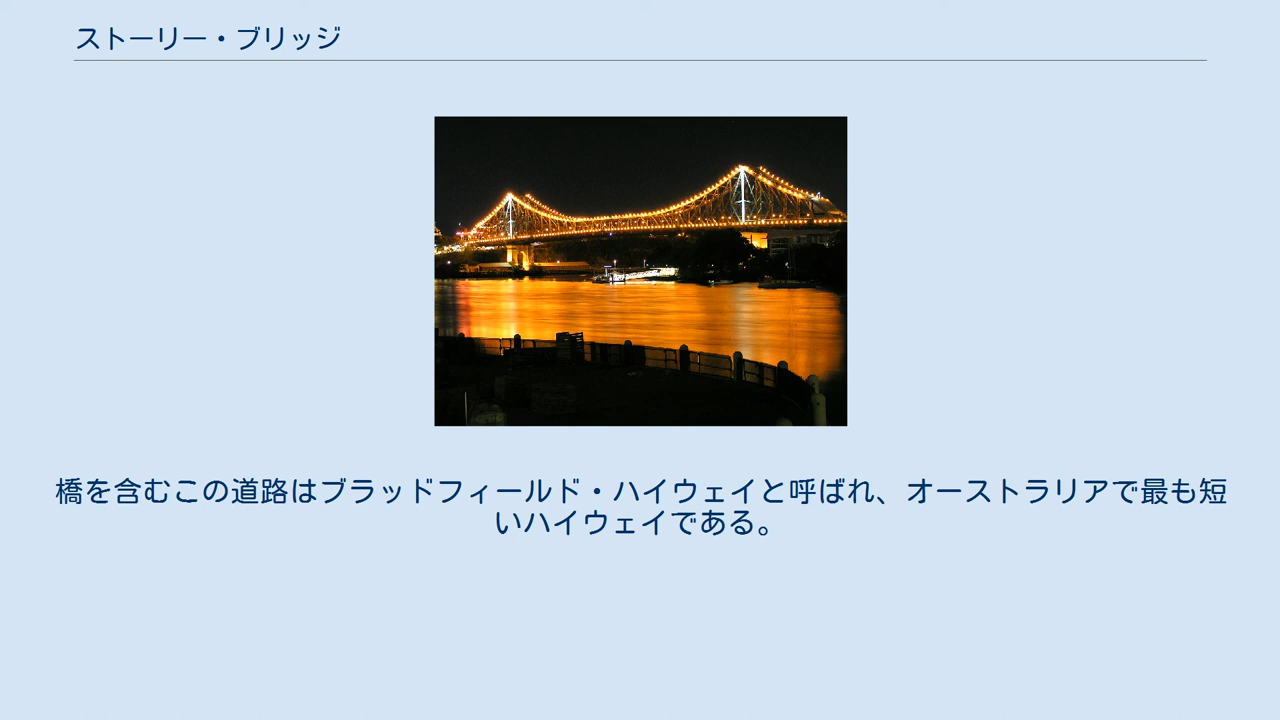 ストーリー・ブリッジ
橋を含むこの道路はブラッドフィールド・ハイウェイと呼ばれ、オーストラリアで最も短
いハイウェイである。